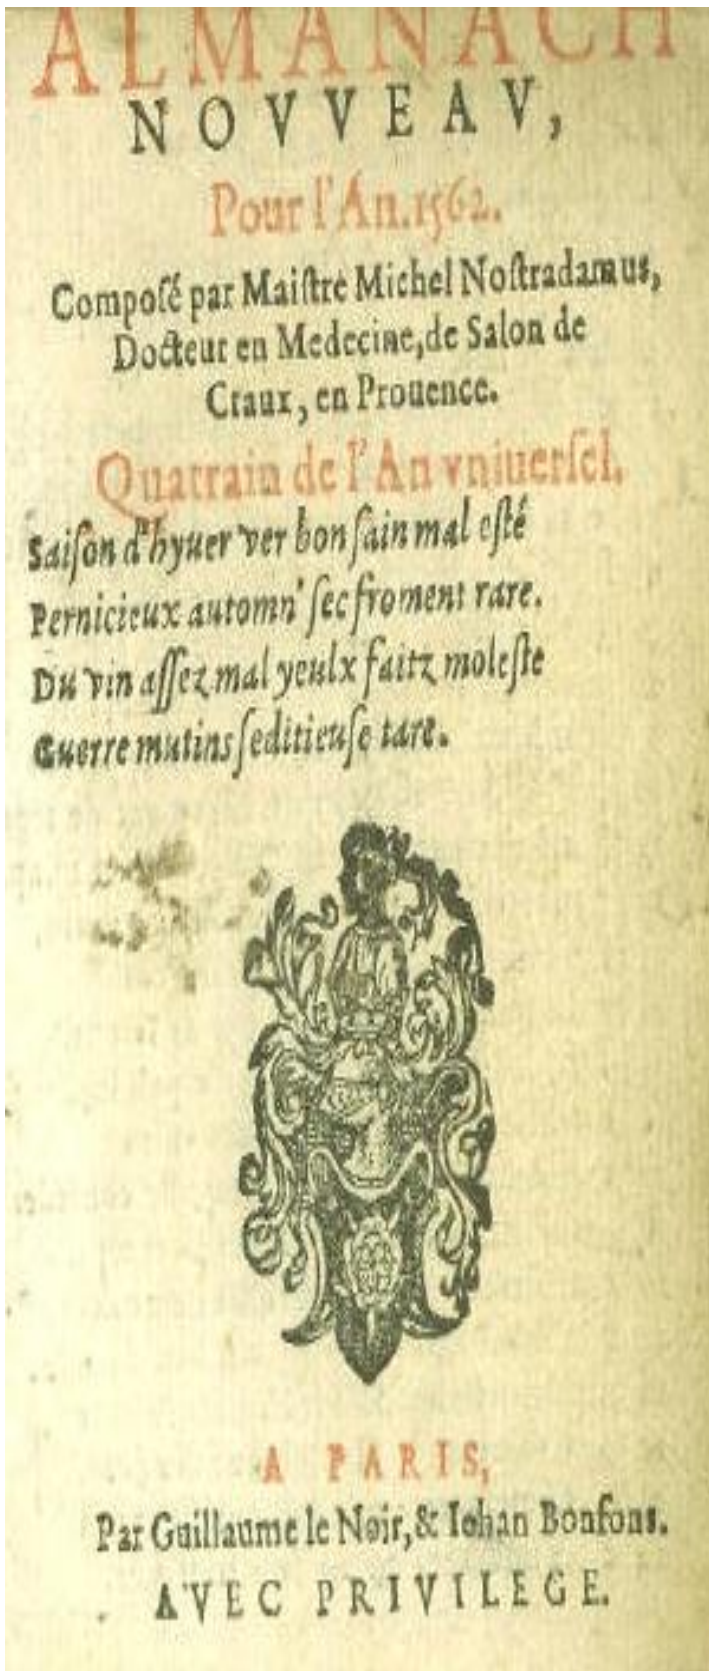 ALMANACH
NOVVEAV,
Pour l'An.1562.
Compoſé par Maiſtre Michel Noſtradamus,
Docteur en Medecine, de Salon de
Craux, en Prouence.
Quatrain de l'An vniuerſel.
Saiſon d'hyuer ver bon ſain mal eſté
Pernicieux automn' ſec froment rare.
Du vin aſſez mal yeulx faitz moleſte
Guerre mutins ſeditieuſe tare.
A PARIS,
Par Guillaume le Noir, & Iehan Bonfons.
AVEC PRIVILEGE.